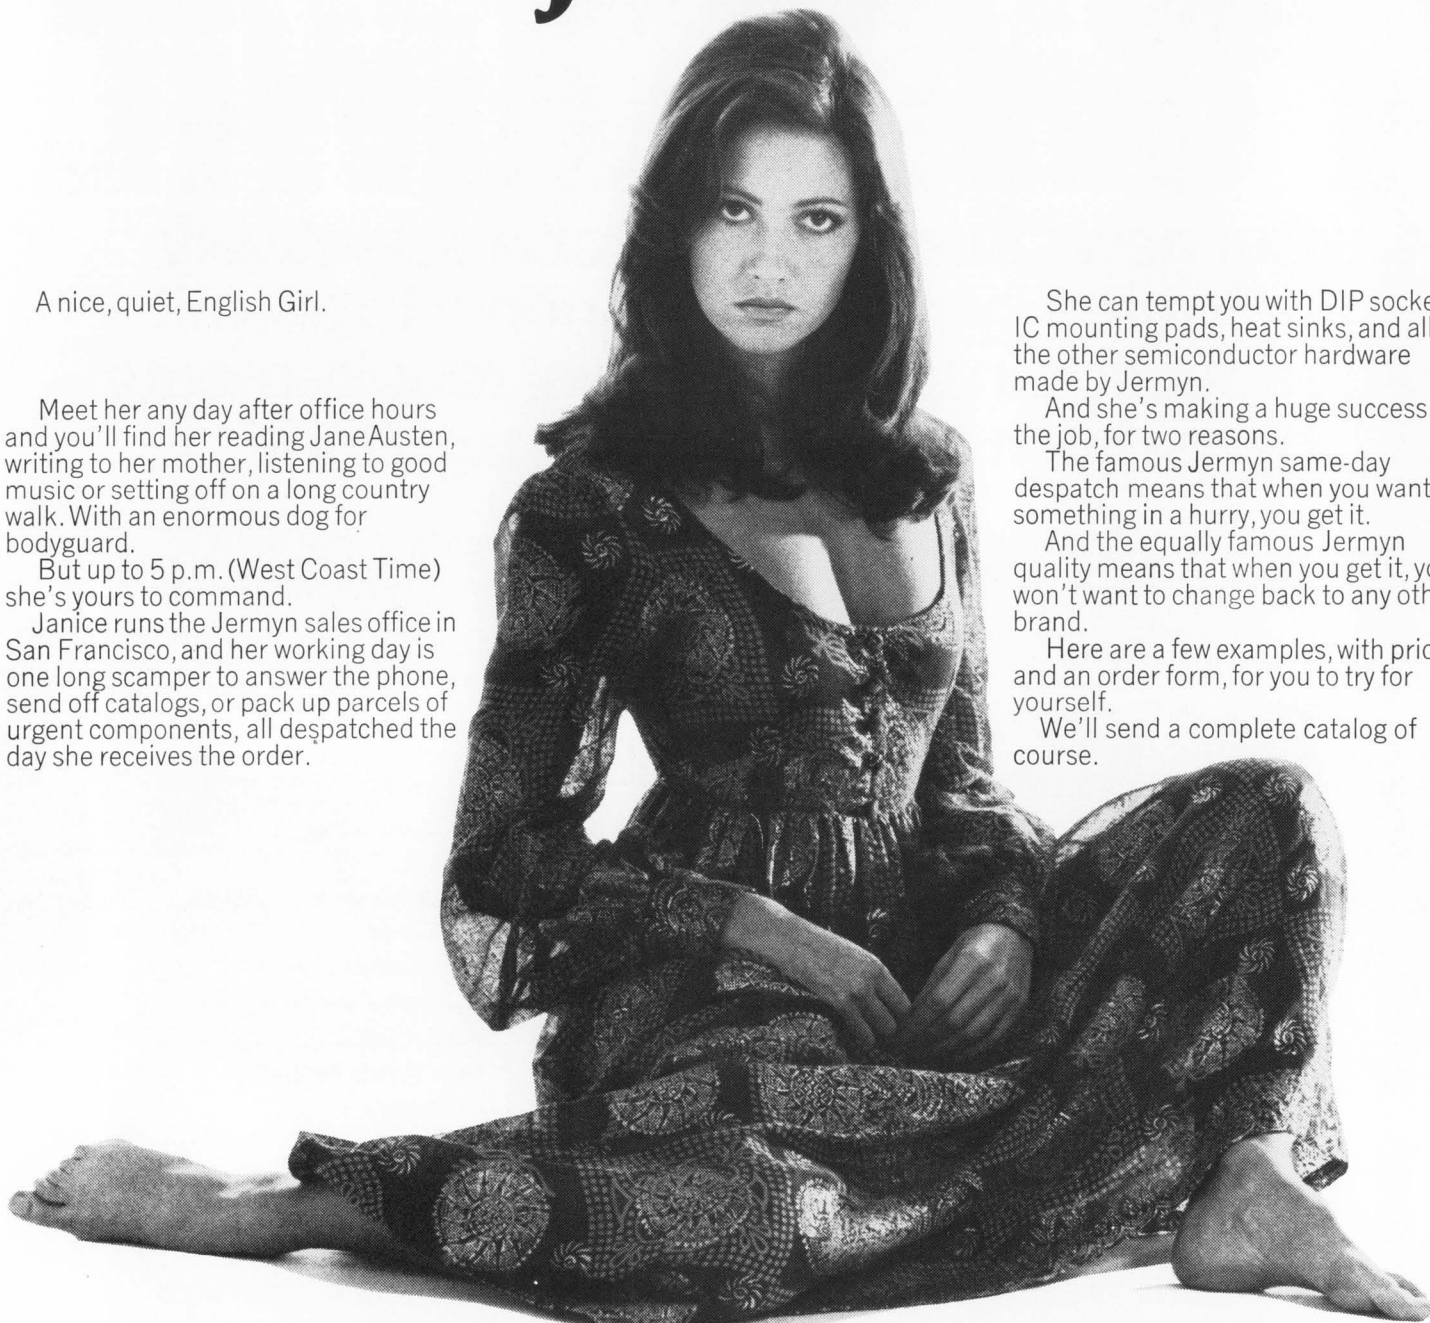 A nice, quiet, English Girl.
Meet her any day after office hours
and you'll find her reading Jane Austen,
writing to her mother, listening to good
music or setting off on a long country
walk. With an enormous dog for
bodyguard.
But up to 5 p.m. (West Coast Time)
she's yours to command.
Janice runs the Jermyn sales office in
San Francisco, and her working day is
one long scamper to answer the phone,
send off catalogs, or pack up parcels of
urgent components, all despatched the
day she receives the order.
She can tempt you with DIP
IC mounting pads, heat sinks, and all
the other semiconductor hardware
made by Jermyn.
And she's making a huge success
the job, for two reasons.
The famous Jermyn same-day
despatch means that when you want
something in a hurry, you get it.
And the equally famous Jermyn
quality means that when you get it,
won't want to change back to any
brand.
Here are a few examples, with
and an order form, for you to try for
yourself.
We'll send a complete catalog of
course.